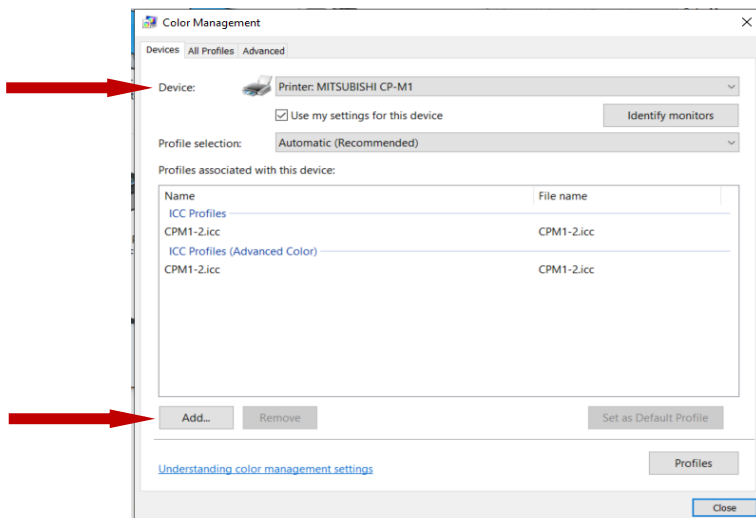 Color Management
Devices All Profiles Advanced
Device: Printer: MITSUBISHI CP-M1
Use my settings for this device Identify monitors
Profile selection: Automatic (Recommended)
Profiles associated with this device:
Name File name
ICC Profiles
CPM1-2.icc CPM1-2.icc
ICC Profiles (Advanced Color)
CPM1-2.icc CPM1-2.icc
Add... Remove Set as Default Profile
Understanding color management settings Profiles
Close